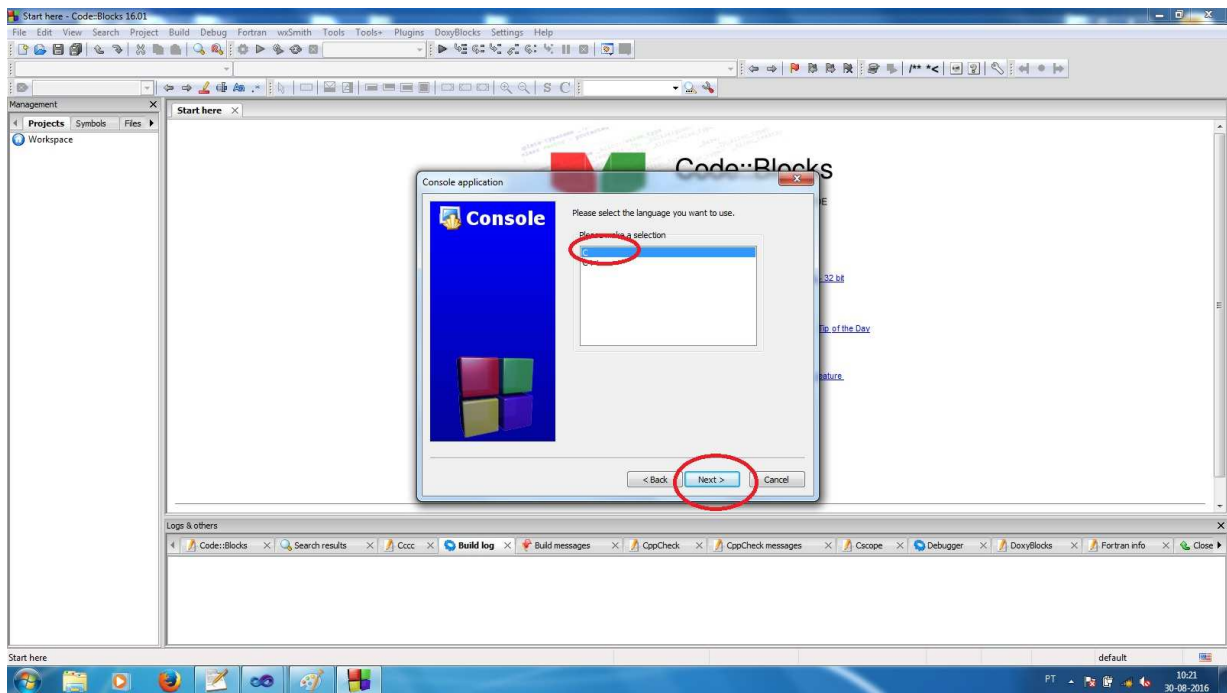 Start here - Code::Blocks 16.01
File Edit View Search Project Build Debug Fortran wxSmith Tools Tools+ Plugins DoxyBlocks Settings Help
Management
Projects Symbols Files
Workspace
Start here
Code::Blocks
Console application
Console
Please select the language you want to use.
Please make a selection
C
- 32 bit
Tip of the Day
< Back Next > Cancel
Logs & others
Code::Blocks Search results Cccc Build log Build messages CppCheck CppCheck messages Cscope Debugger DoxyBlocks Fortran info Close
Start here default
PT 10:21
30-08-2016